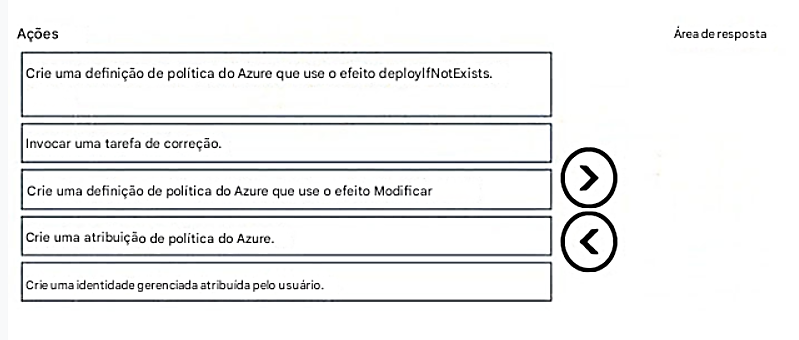 Ações
Área de resposta
Crie uma definição de política do Azure que use o efeito deployIfNotExists.
Invocar uma tarefa de correção.
Crie uma definição de política do Azure que use o efeito Modificar
Crie uma atribuição de política do Azure.
Crie uma identidade gerenciada atribuída pelo usuário.